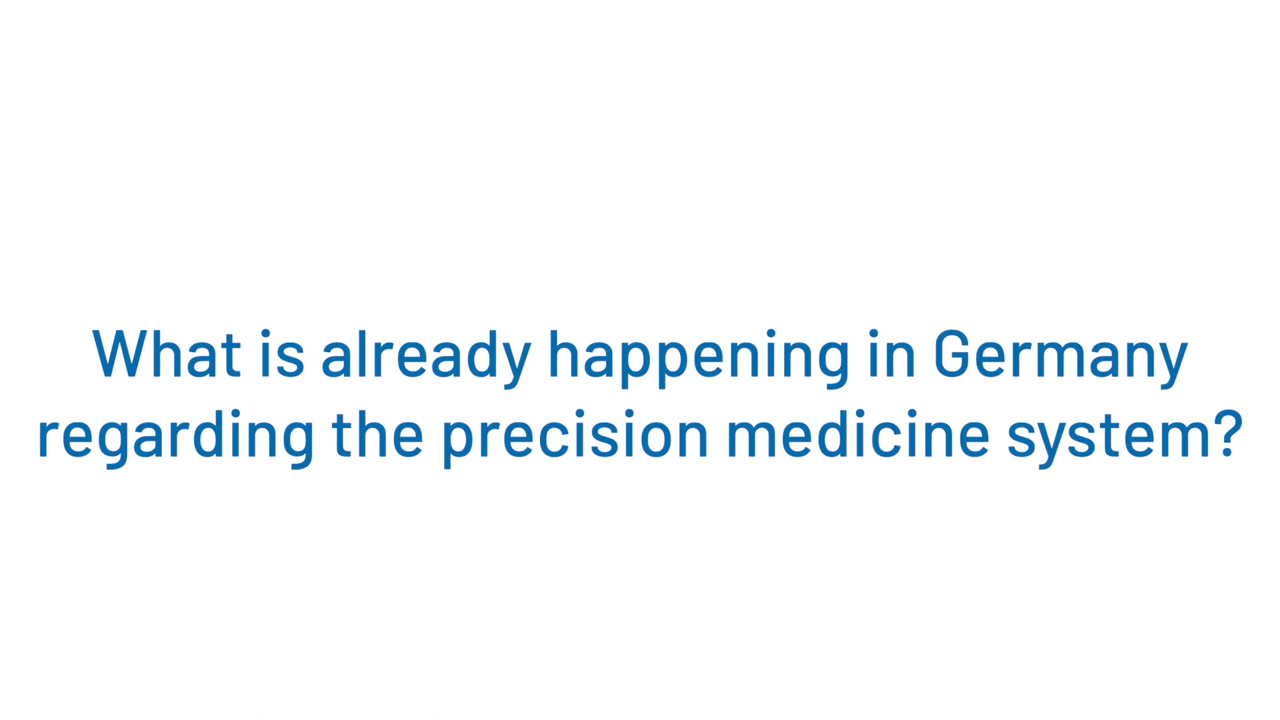 What is already happening in Germany
regarding the precision medicine system?